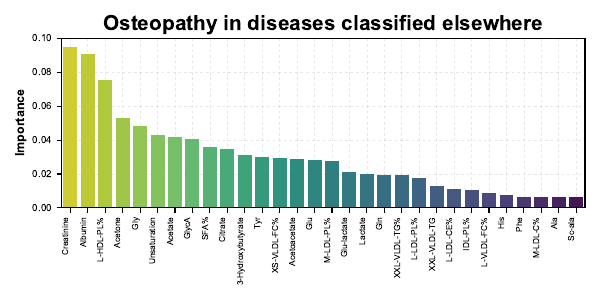 Osteopathy in diseases classified elsewhere
Importance
0.10
0.08
0.06
0.04
0.02
0.00
Creatinine
Albumin
L-HDL-PL%
Acetone
Gly
Unsaturation
Acetate
GlycA
SFA%
Citrate
3-Hydroxybutyrate
Tyr
XS-VLDL-FC%
Acetoacetate
Glu
M-LDL-PL%
Glu-lactate
Lactate
Gln
XXL-VLDL-TG%
L-LDL-PL%
XXL-VLDL-TG
L-LDL-CE%
IDL-PL%
L-VLDL-FC%
His
Phe
M-LDL-C%
Ala
Sc-ala